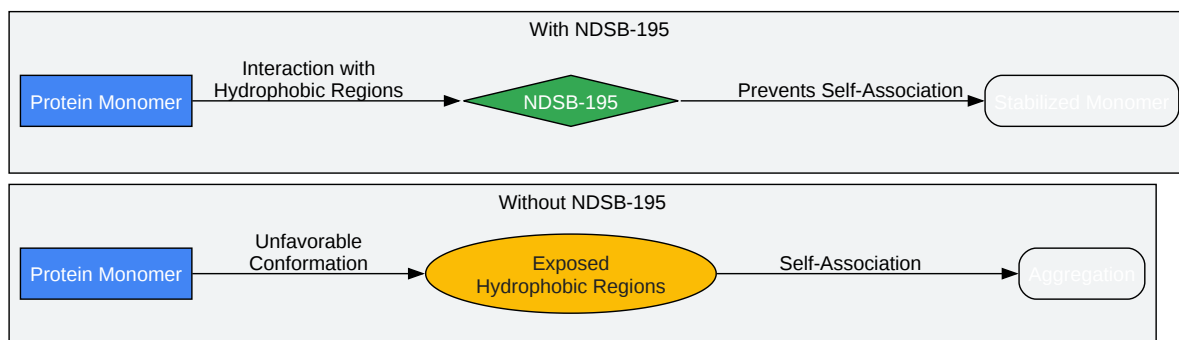 With NDSB-195
Protein Monomer
Interaction with
Hydrophobic Regions
NDSB-195
Prevents Self-Association
Stabilized Monomer
Without NDSB-195
Protein Monomer
Unfavorable
Conformation
Exposed
Hydrophobic Regions
Self-Association
Aggregation